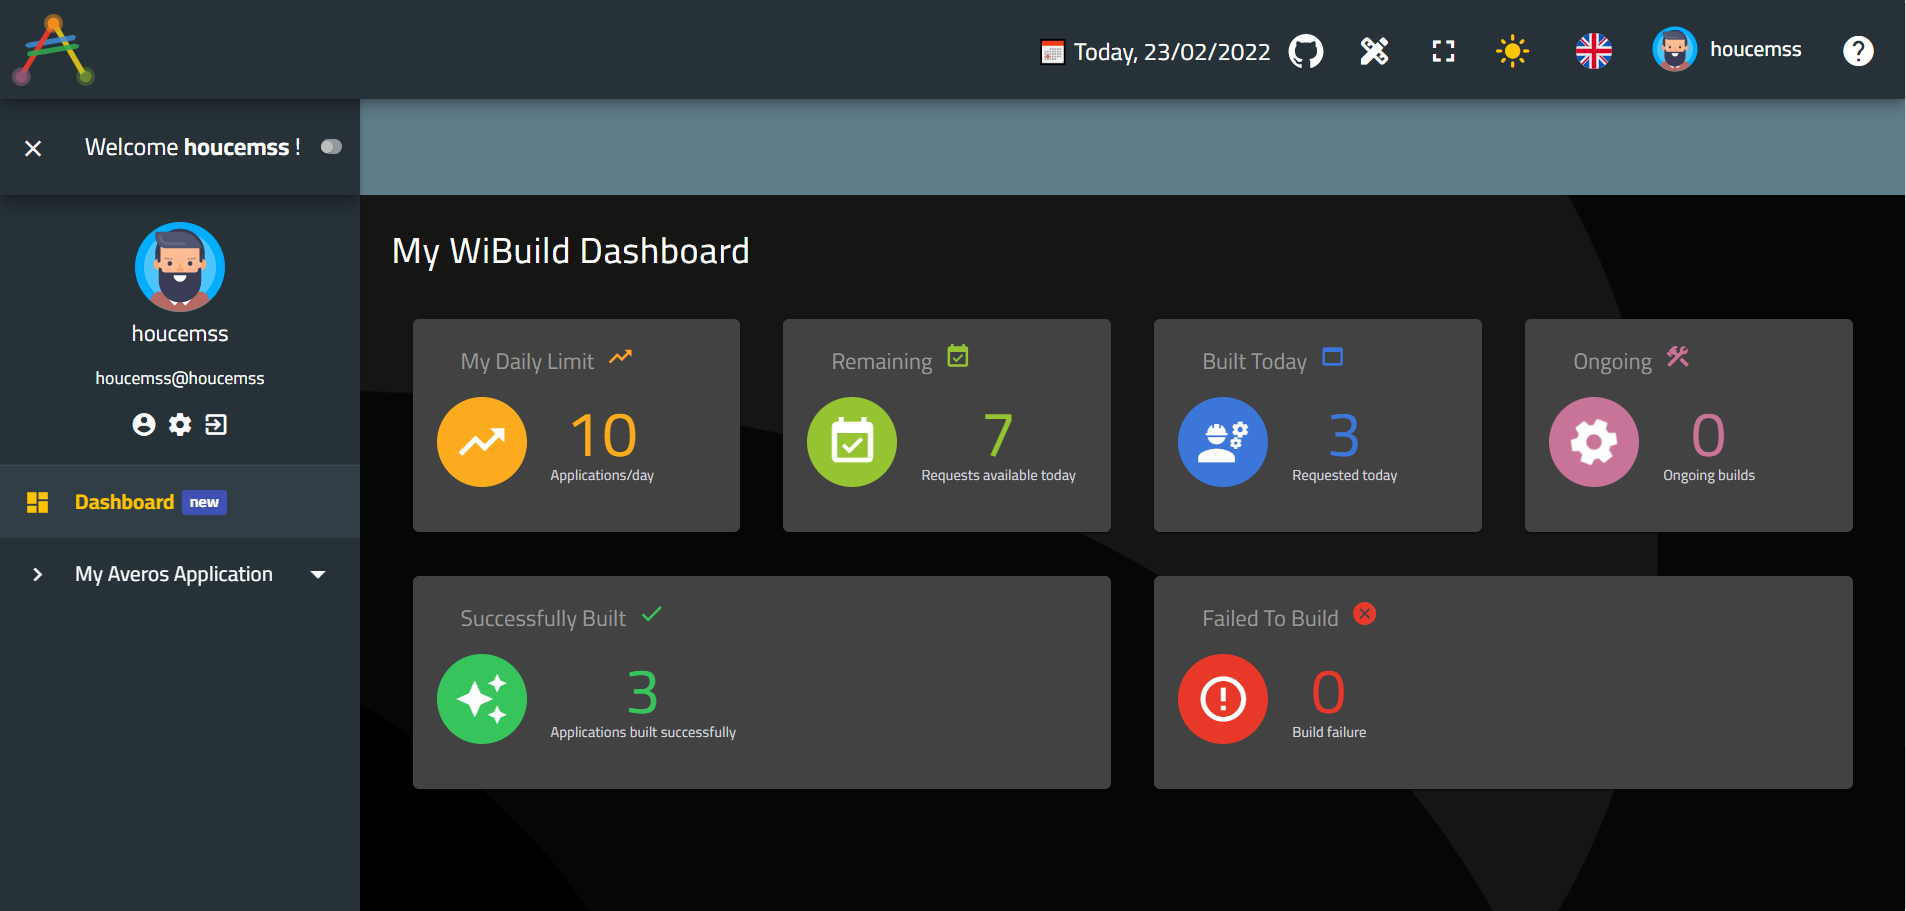 Today, 23/02/2022
houcemss
Welcome houcemss !
houcemss
houcemss@houcemss
Dashboard new
My Averos Application
My WiBuild Dashboard
My Daily Limit
10
Applications/day
Remaining
7
Requests available today
Built Today
3
Requested today
Ongoing
0
Ongoing builds
Successfully Built
3
Applications built successfully
Failed To Build
0
Build failure